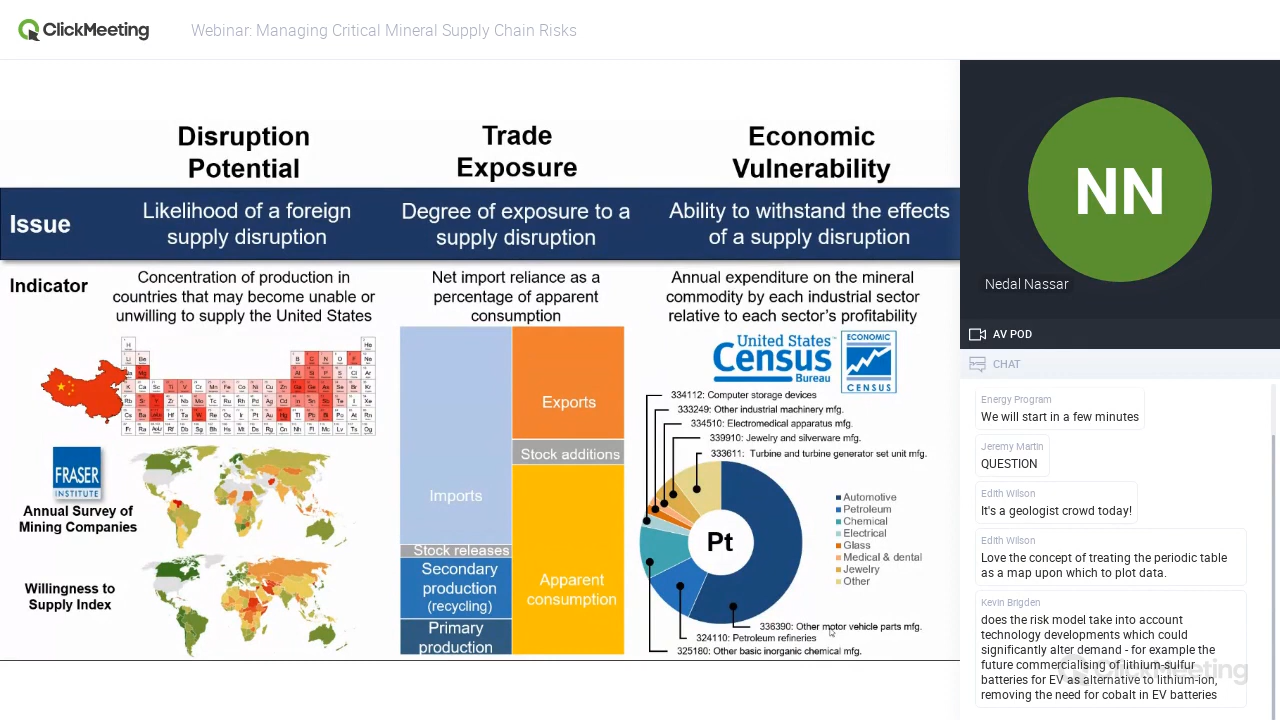 ClickMeeting
Webinar: Managing Critical Mineral Supply Chain Risks
Disruption
Potential
Trade
Exposure
Economic
Vulnerability
Issue
Likelihood of a foreign
supply disruption
Degree of exposure to a
supply disruption
Ability to withstand the effects
of a supply disruption
Indicator
Concentration of production in
countries that may become unable or
unwilling to supply the United States
Net import reliance as a
percentage of apparent
consumption
Annual expenditure on the mineral
commodity by each industrial sector
relative to each sector's profitability
FRASER
INSTITUTE
Annual Survey of
Mining Companies
Willingness to
Supply Index
Imports
Stock releases
Secondary
production
(recycling)
Primary
production
Exports
Stock additions
Apparent
consumption
United States
Census
Bureau
ECONOMIC
CENSUS
334112: Computer storage devices
333249: Other industrial machinery mfg.
334510: Electromedical apparatus mfg.
339910: Jewelry and silverware mfg.
333611: Turbine and turbine generator set unit mfg.
Pt
Automotive
Petroleum
Chemical
Electrical
Glass
Medical & dental
Jewelry
Other
336390: Other motor vehicle parts mfg.
324110: Petroleum refineries
325180: Other basic inorganic chemical mfg.
NN
Nedal Nassar
AV POD
CHAT
Energy Program
We will start in a few minutes
Jeremy Martin
QUESTION
Edith Wilson
It's a geologist crowd today!
Edith Wilson
Love the concept of treating the periodic table
as a map upon which to plot data.
Kevin Brigden
does the risk model take into account
technology developments which could
significantly alter demand - for example the
future commercialising of lithium-sulfur
batteries for EV as alternative to lithium-ion,
removing the need for cobalt in EV batteries
ClickMeeting